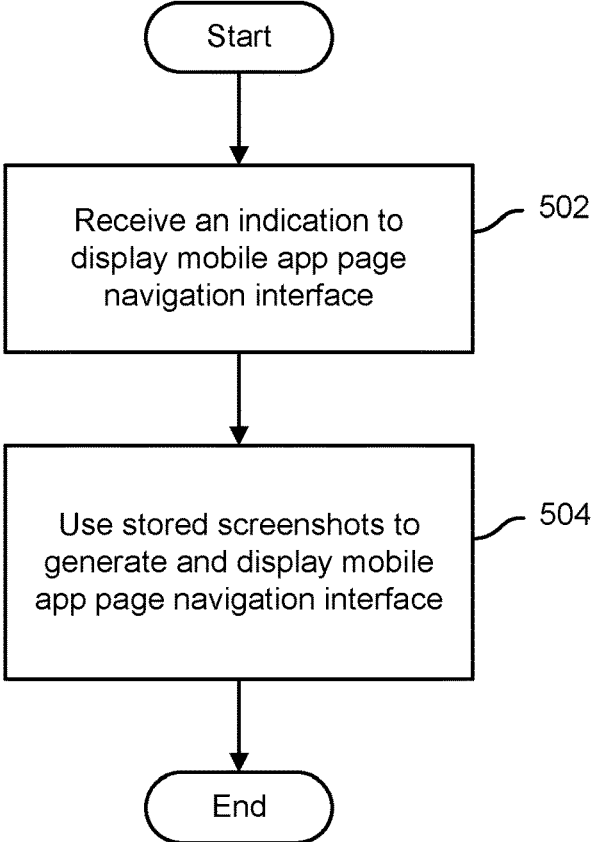 Start
Receive an indication to
display mobile app page
navigation interface
502
Use stored screenshots to
generate and display mobile
app page navigation interface
504
End